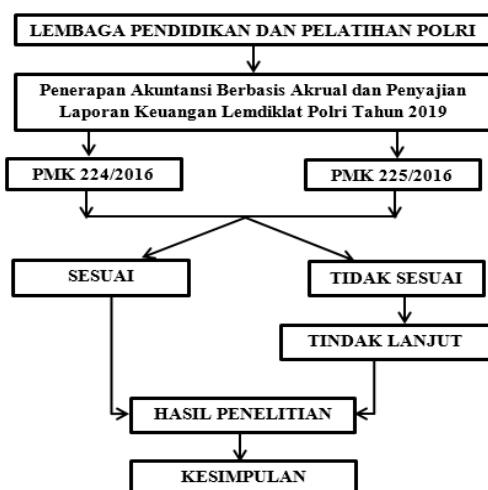 LEMBAGA PENDIDIKAN DAN PELATIHAN POLRI
Penerapan Akuntansi Berbasis Akrual dan Penyajian
Laporan Keuangan Lemdiklat Polri Tahun 2019
PMK 224/2016
PMK 225/2016
SESUAI
TIDAK SESUAI
TINDAK LANJUT
HASIL PENELITIAN
KESIMPULAN